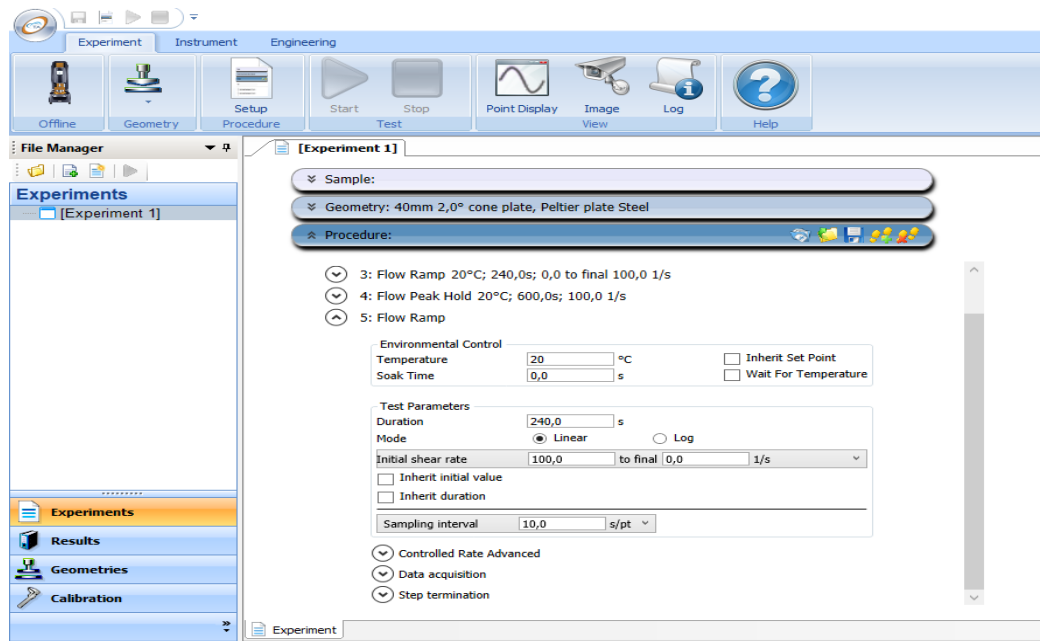 Experiment Instrument Engineering
Setup Start Stop Point Display Image Log
Offline Geometry Procedure Test View Help
File Manager
[Experiment 1]
Experiments
[Experiment 1]
Sample:
Geometry: 40mm 2,0° cone plate, Peltier plate Steel
Procedure:
3: Flow Ramp 20°C; 240,0s; 0,0 to final 100,0 1/s
4: Flow Peak Hold 20°C; 600,0s; 100,0 1/s
5: Flow Ramp
Environmental Control
Temperature 20 °C Inherit Set Point
Soak Time 0,0 s Wait For Temperature
Test Parameters
Duration 240,0 s
Mode Linear Log
Initial shear rate 100,0 to final 0,0 1/s
Inherit initial value
Inherit duration
Sampling interval 10,0 s/pt
Controlled Rate Advanced
Data acquisition
Step termination
Experiments
Results
Geometries
Calibration
Experiment